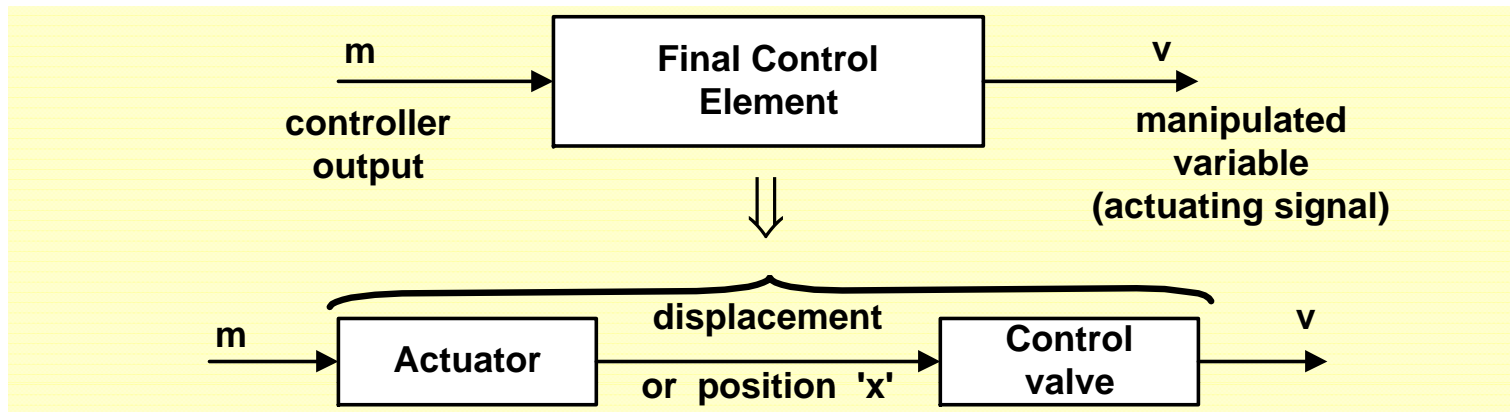 m
controller
output
Final Control
Element
v
manipulated
variable
(actuating signal)
m
Actuator
displacement
or position 'x'
Control
valve
v